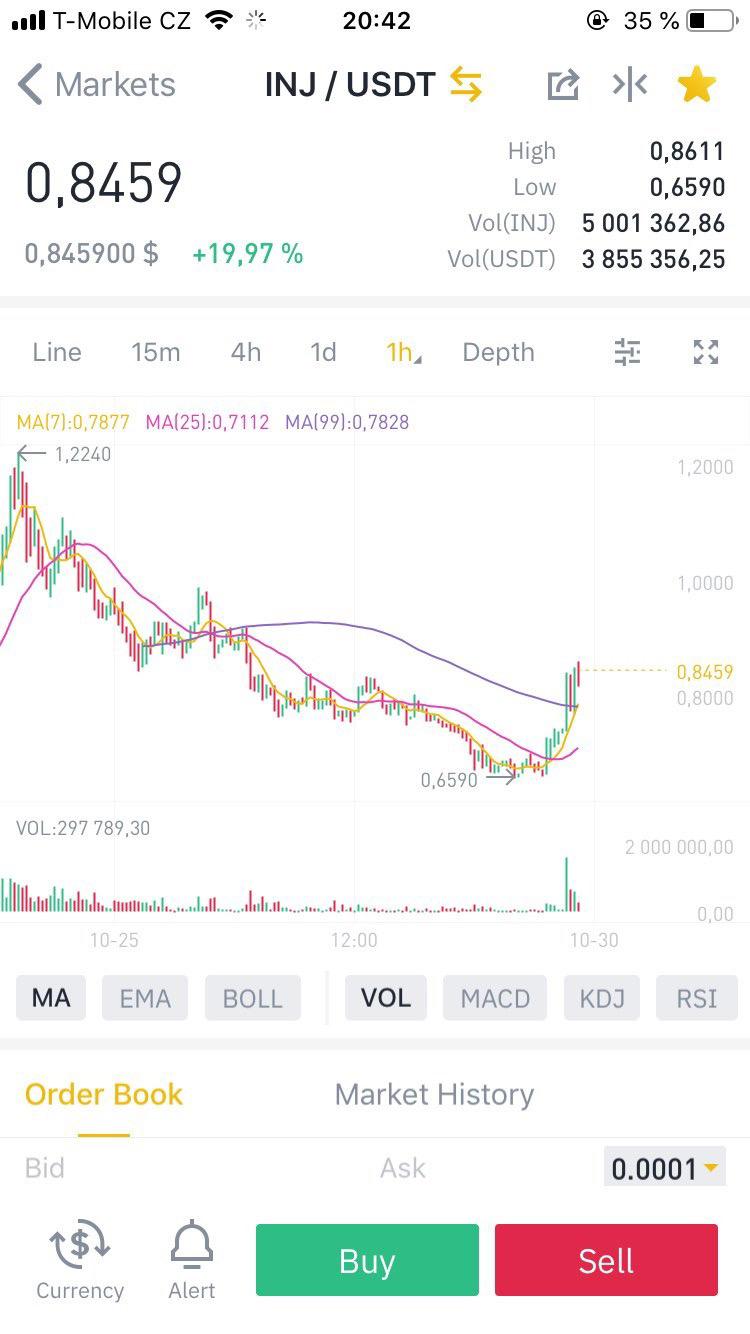 T-Mobile CZ 20:42 35 %
Markets INJ / USDT
0,8459
0,845900 $ +19,97 %
High 0,8611
Low 0,6590
Vol(INJ) 5 001 362,86
Vol(USDT) 3 855 356,25
Line 15m 4h 1d 1h Depth
MA(7):0,7877 MA(25):0,7112 MA(99):0,7828
1,2240
1,2000
1,0000
0,8459
0,8000
0,6590
VOL:297 789,30
2 000 000,00
0,00
10-25 12:00 10-30
MA EMA BOLL VOL MACD KDJ RSI
Order Book Market History
Bid Ask 0.0001
$
Currency Alert Buy Sell